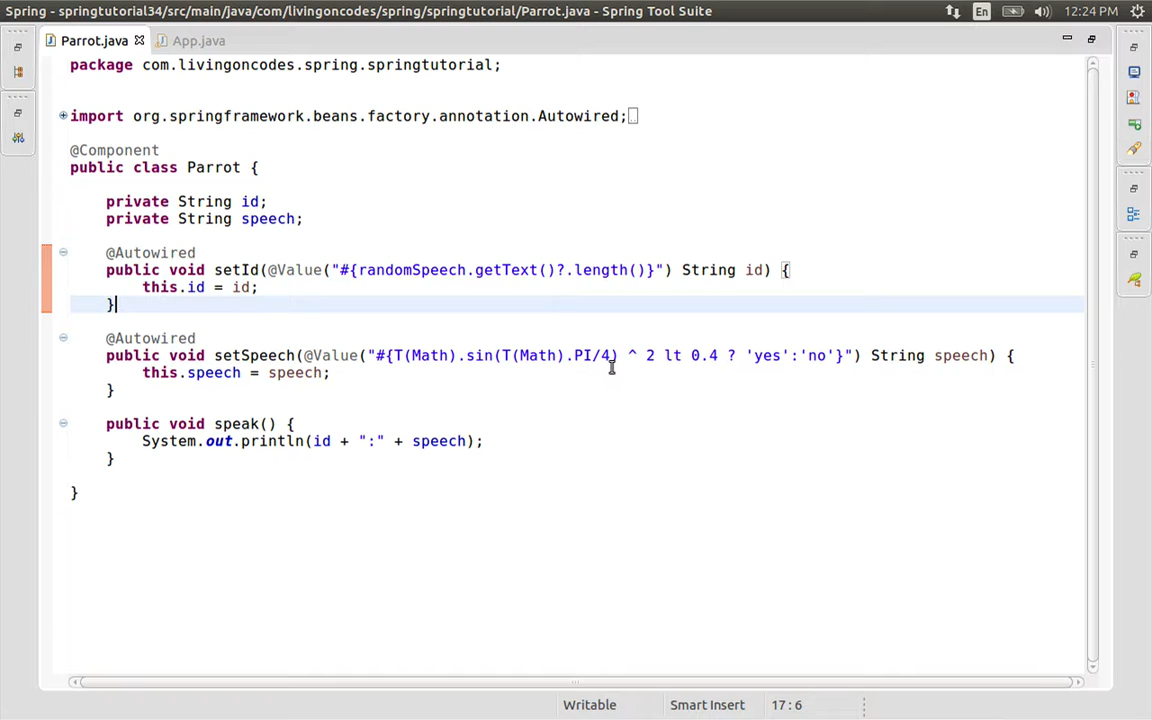 Spring - springtutorial34/src/main/java/com/livingoncodes/spring/springtutorial/Parrot.java - Spring Tool Suite
En
12:24 PM
Parrot.java
App.java
package com.livingoncodes.spring.springtutorial;
import org.springframework.beans.factory.annotation.Autowired;
@Component
public class Parrot {
private String id;
private String speech;
@Autowired
public void setId(@Value("#{randomSpeech.getText()?.length()}") String id) {
this.id = id;
}
@Autowired
public void setSpeech(@Value("#{T(Math).sin(T(Math).PI/4) ^ 2 lt 0.4 ? 'yes':'no'}") String speech) {
this.speech = speech;
}
public void speak() {
System.out.println(id + ":" + speech);
}
}
Writable
Smart Insert
17 : 6